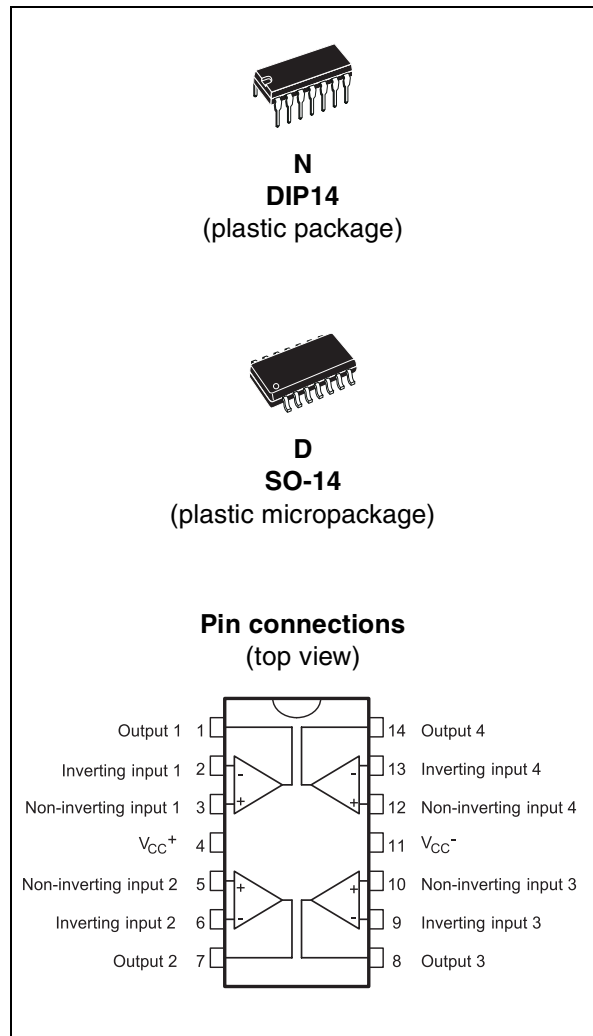 N
DIP14
(plastic package)
D
SO-14
(plastic micropackage)
Pin connections
(top view)
Output 1 1 14 Output 4
Inverting input 1 2 - - 13 Inverting input 4
Non-inverting input 1 3 + + 12 Non-inverting input 4
VCC+ 4 11 VCC-
Non-inverting input 2 5 + + 10 Non-inverting input 3
Inverting input 2 6 - - 9 Inverting input 3
Output 2 7 8 Output 3